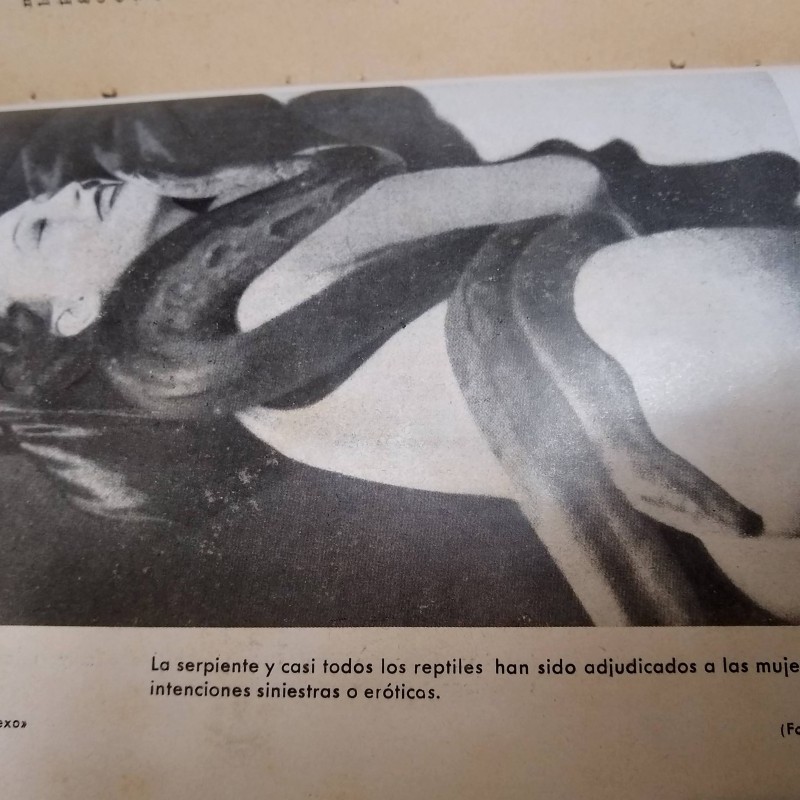 La serpiente y casi todos los reptiles han sido adjudicados a las muje
intenciones siniestras o eróticas.
exo»
(Fo